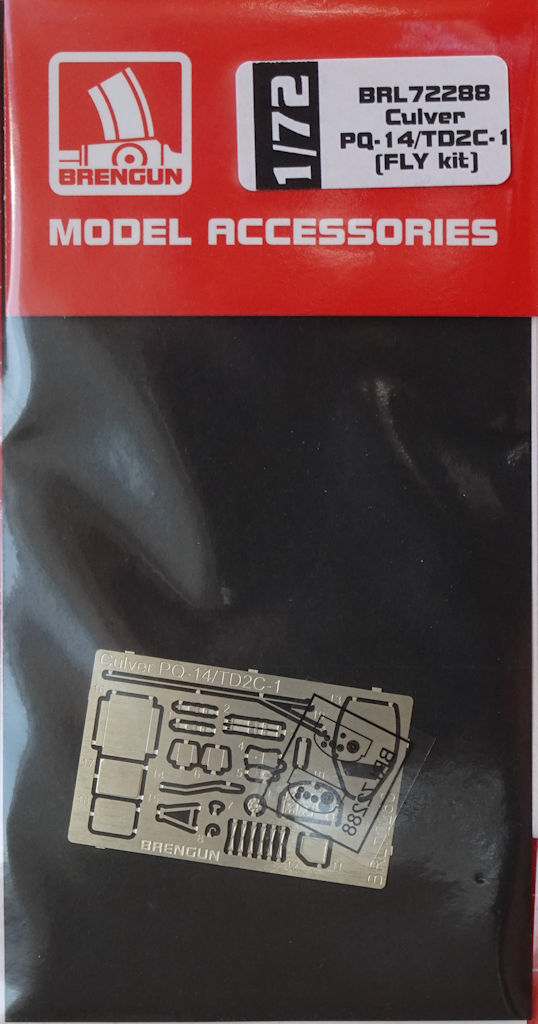 BRENGUN
1/72
BRL72288
Culver
PQ-14/TD2C-1
(FLY kit)
MODEL ACCESSORIES
Culver PQ-14/TD2C-1
BRENGUN